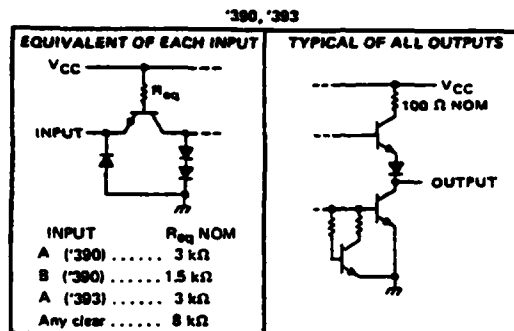 '390, '393
EQUIVALENT OF EACH INPUT
VCC
Req
INPUT
INPUT Req NOM
A ('390) ...... 3 kΩ
B ('390) ...... 1.5 kΩ
A ('393) ...... 3 kΩ
Any clear ...... 8 kΩ
TYPICAL OF ALL OUTPUTS
VCC
100 Ω NOM
OUTPUT